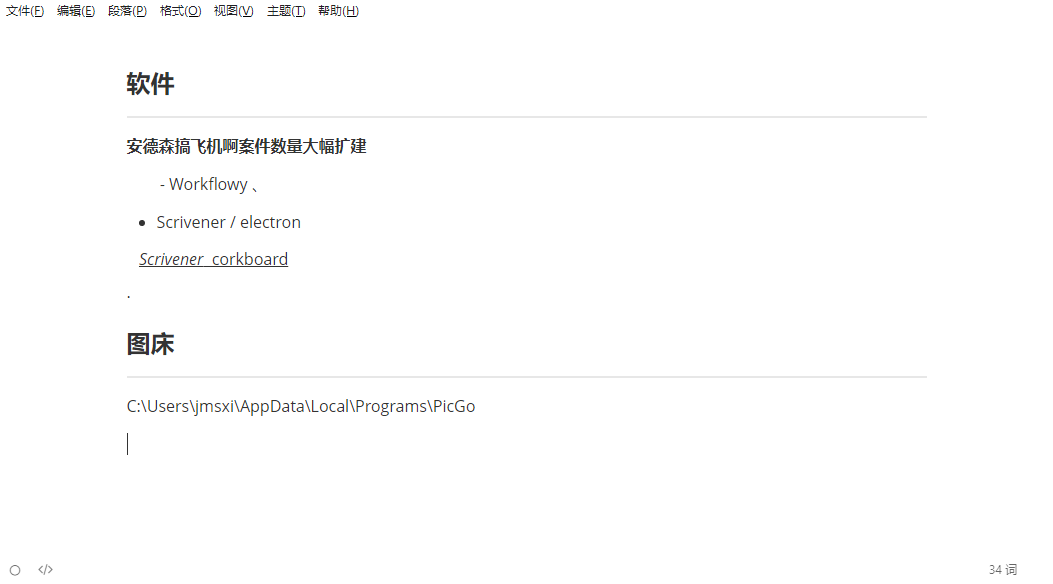 文件(F) 编辑(E) 段落(P) 格式(O) 视图(V) 主题(T) 帮助(H)
软件
安德森搞飞机啊案件数量大幅扩建
- Workflowy 、
• Scrivener / electron
Scrivener  corkboard
.
图床
C:\Users\jmsxi\AppData\Local\Programs\PicGo
</> 34 词